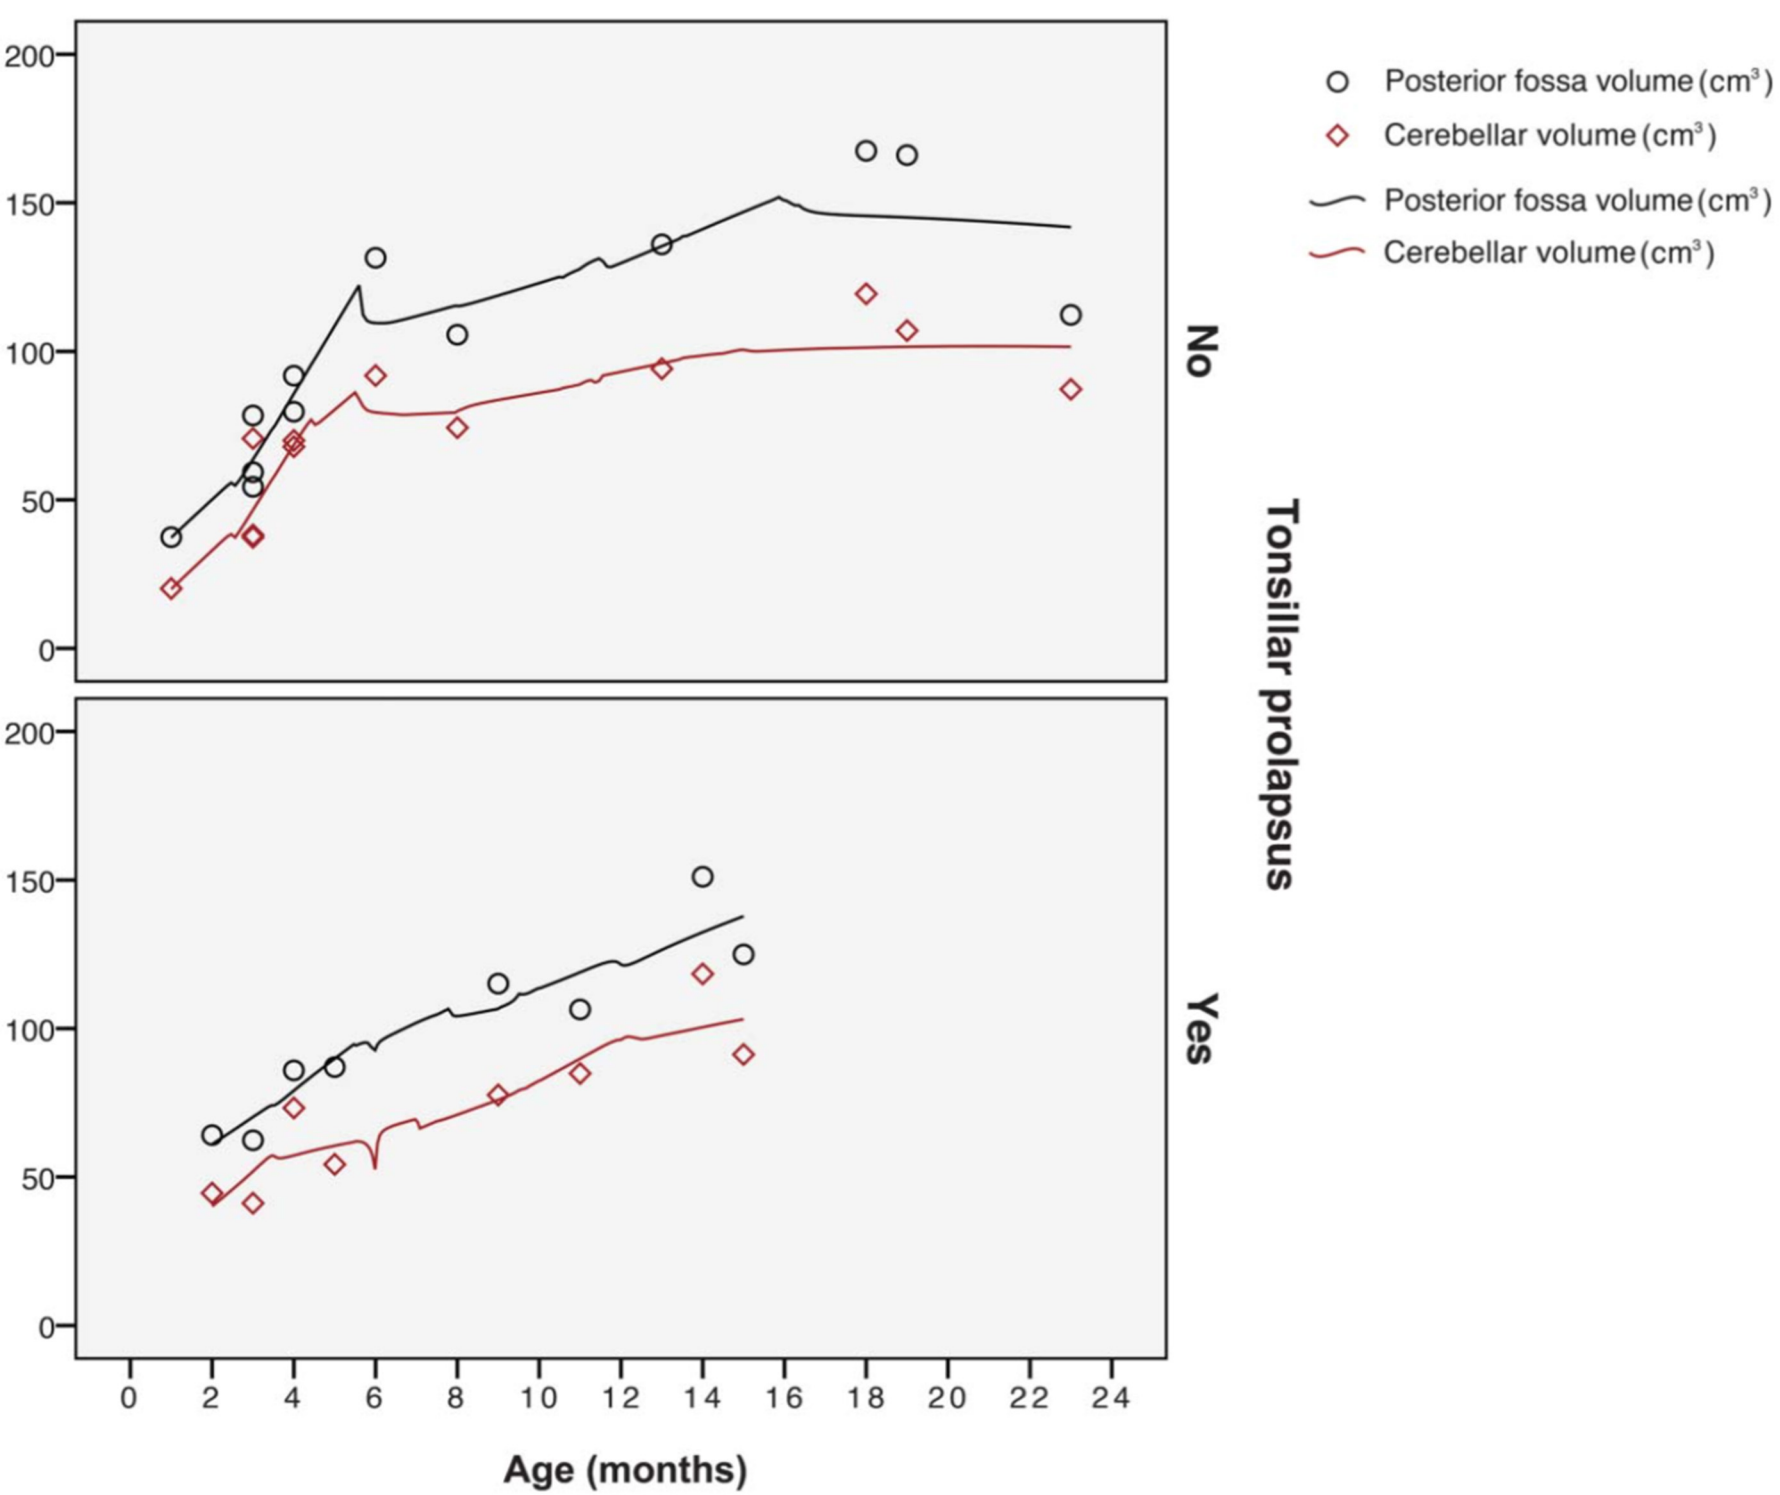 200
150
100
50
0
No
200
150
100
50
0
Yes
0 2 4 6 8 10 12 14 16 18 20 22 24
Age (months)
Tonsillar prolapsus
Posterior fossa volume (cm³)
Cerebellar volume (cm³)
Posterior fossa volume (cm³)
Cerebellar volume (cm³)